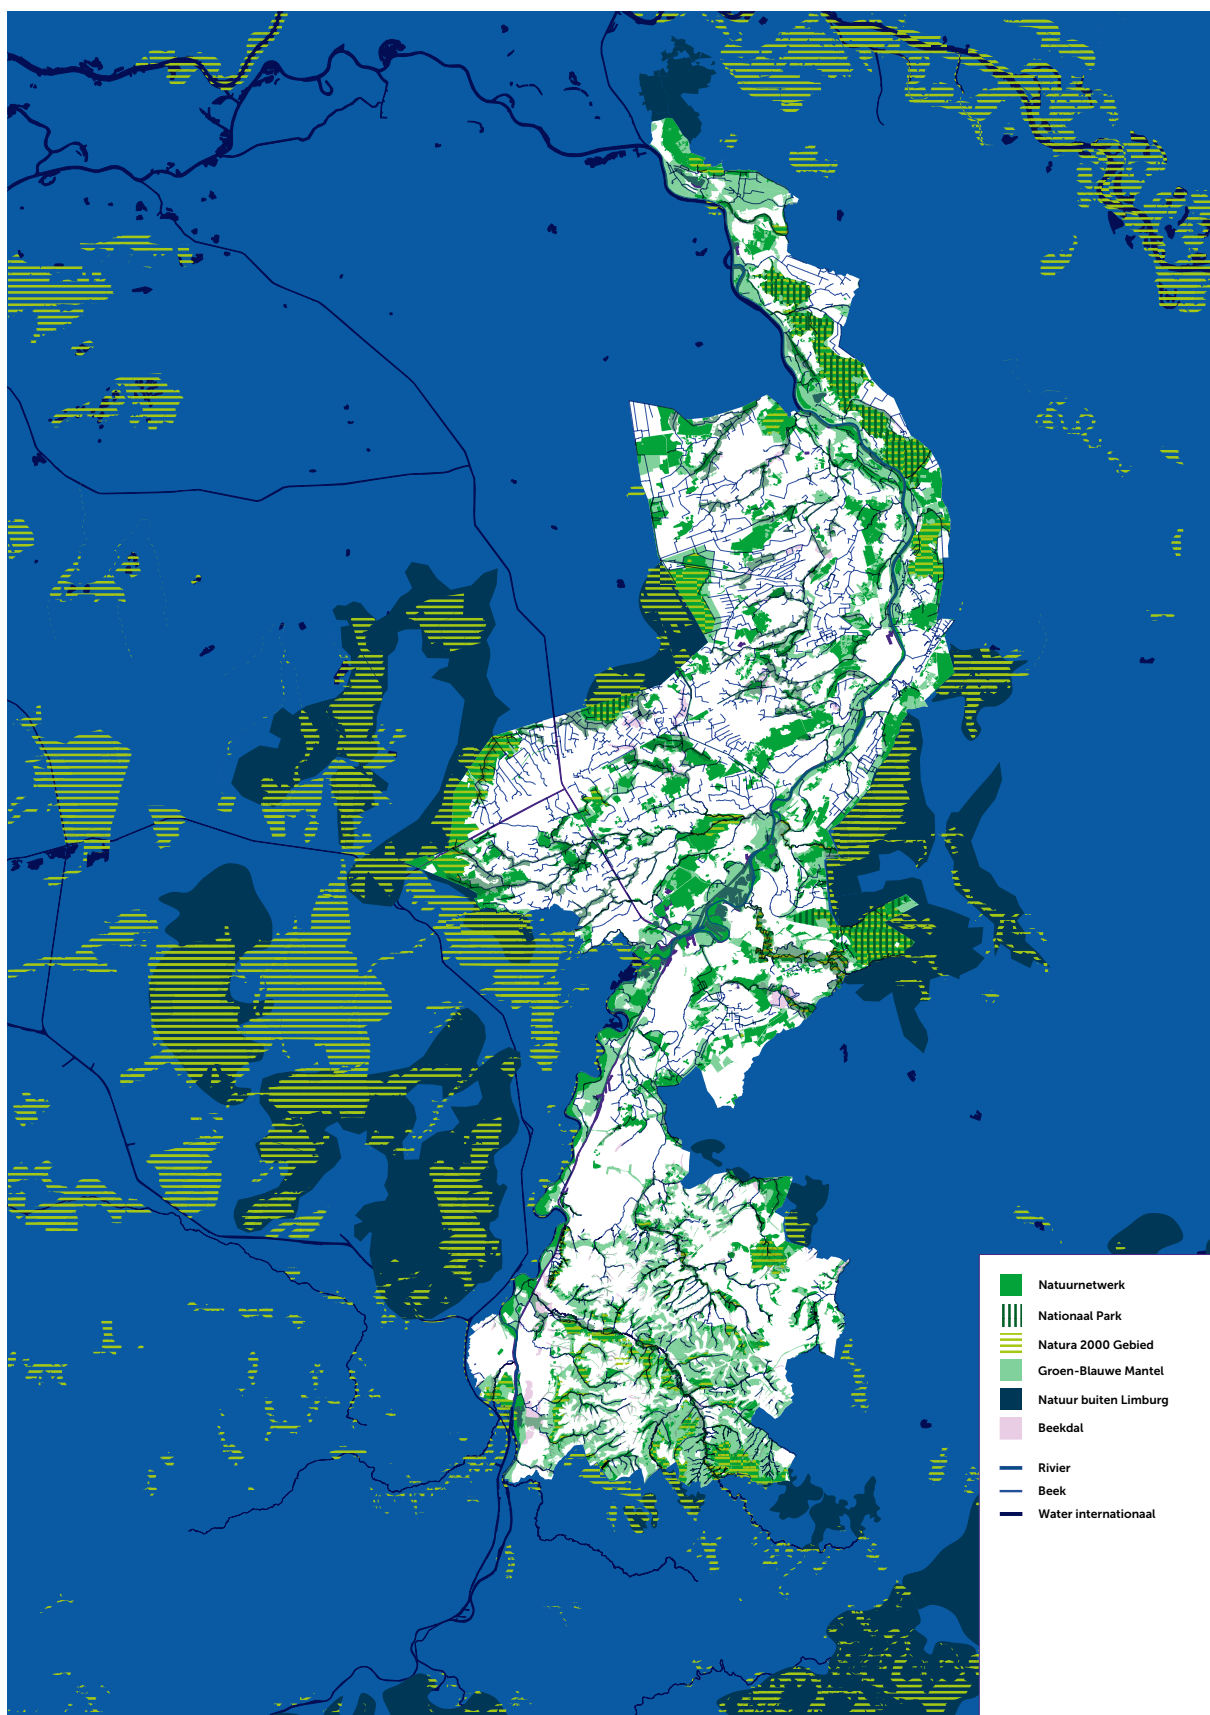 Natuurnetwerk
Nationaal Park
Natura 2000 Gebied
Groen-Blauwe Mantel
Natuur buiten Limburg
Beekdal
Rivier
Beek
Water internationaal